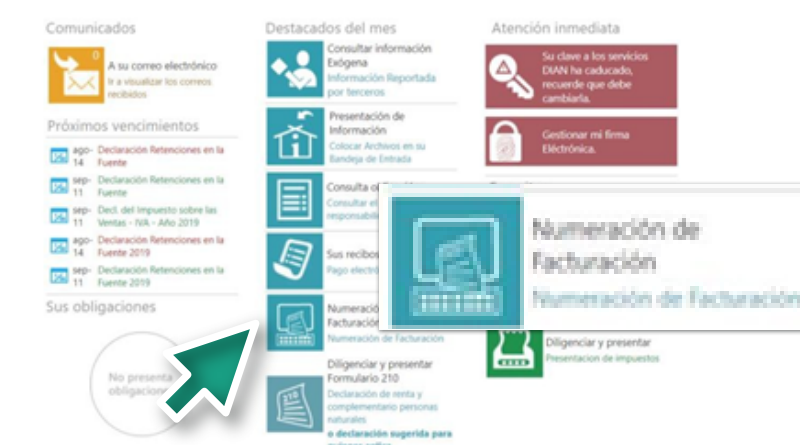 Comunicados
0
A su correo electrónico
Ir a visualizar los correos
recibidos
Próximos vencimientos
ago-
14
Declaración Retenciones en la
Fuente
sep-
11
Declaración Retenciones en la
Fuente
sep-
11
Decl. del Impuesto sobre las
Ventas - IVA - Año 2019
ago-
14
Declaración Retenciones en la
Fuente 2019
sep-
11
Declaración Retenciones en la
Fuente 2019
Sus obligaciones
No presenta
Destacados del mes
Consultar información
Exógena
Información Reportada
por terceros
Presentación de
Información
Colocar Archivos en su
Bandeja de Entrada
Consulta
Consultar el
Sus recibos
Pago
Facturación
Numeración de Facturación
210
Diligenciar y presentar
Formulario 210
Declaración de renta y
complementario personas
naturales
o declaración sugerida para
Atención inmediata
Su clave a los servicios
DIAN ha caducado,
recuerde que debe
cambiarla.
Gestionar mi firma
Eléctrónica.
Numeración de
Facturación
Numeración de Facturación
Diligenciar y presentar
Presentacion de impuestos